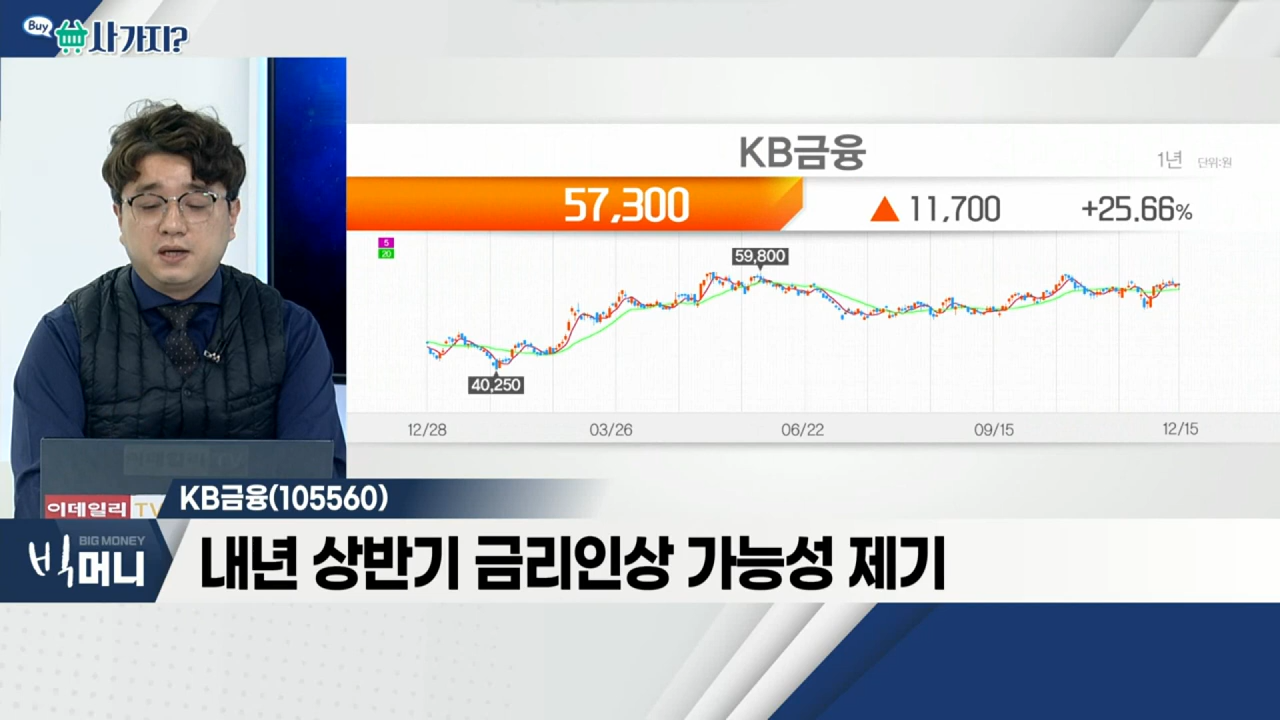 Buy
사가지?
KB금융
1년 단위:원
57,300 ▲ 11,700 +25.66%
5
20
59,800
40,250
12/28 03/26 06/22 09/15 12/15
이데일리 TV
KB금융(105560)
BIG MONEY
빅머니
내년 상반기 금리인상 가능성 제기